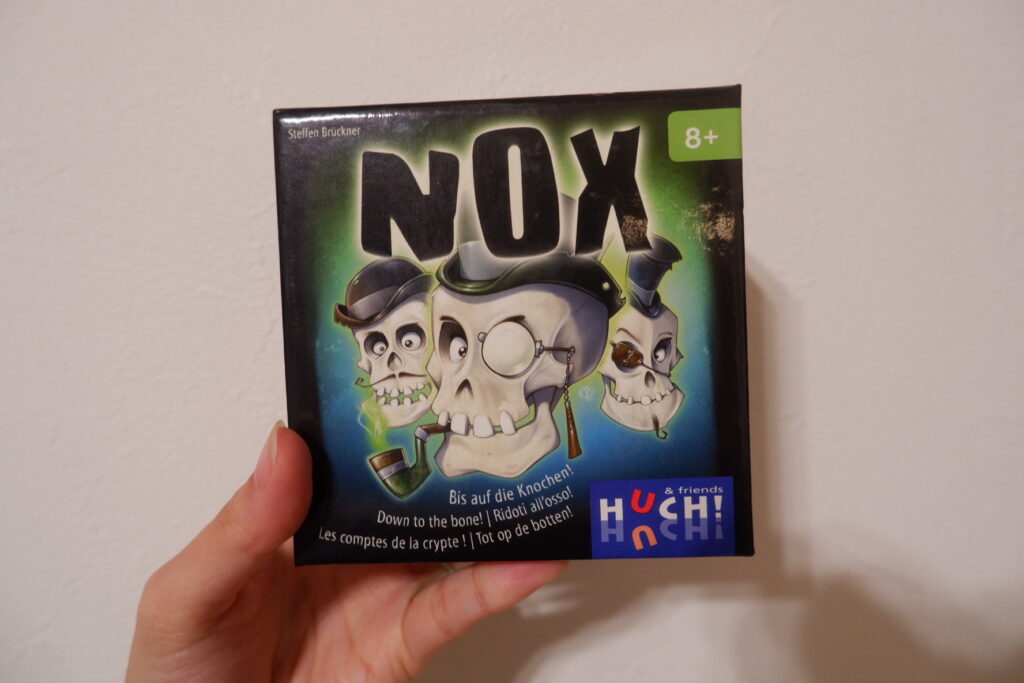 Steffen Brückner
8+
NOX
Bis auf die Knochen!
Down to the bone! | Ridoti all'osso!
Les comptes de la crypte ! | Tot op de botten!
& friends
HUCH!